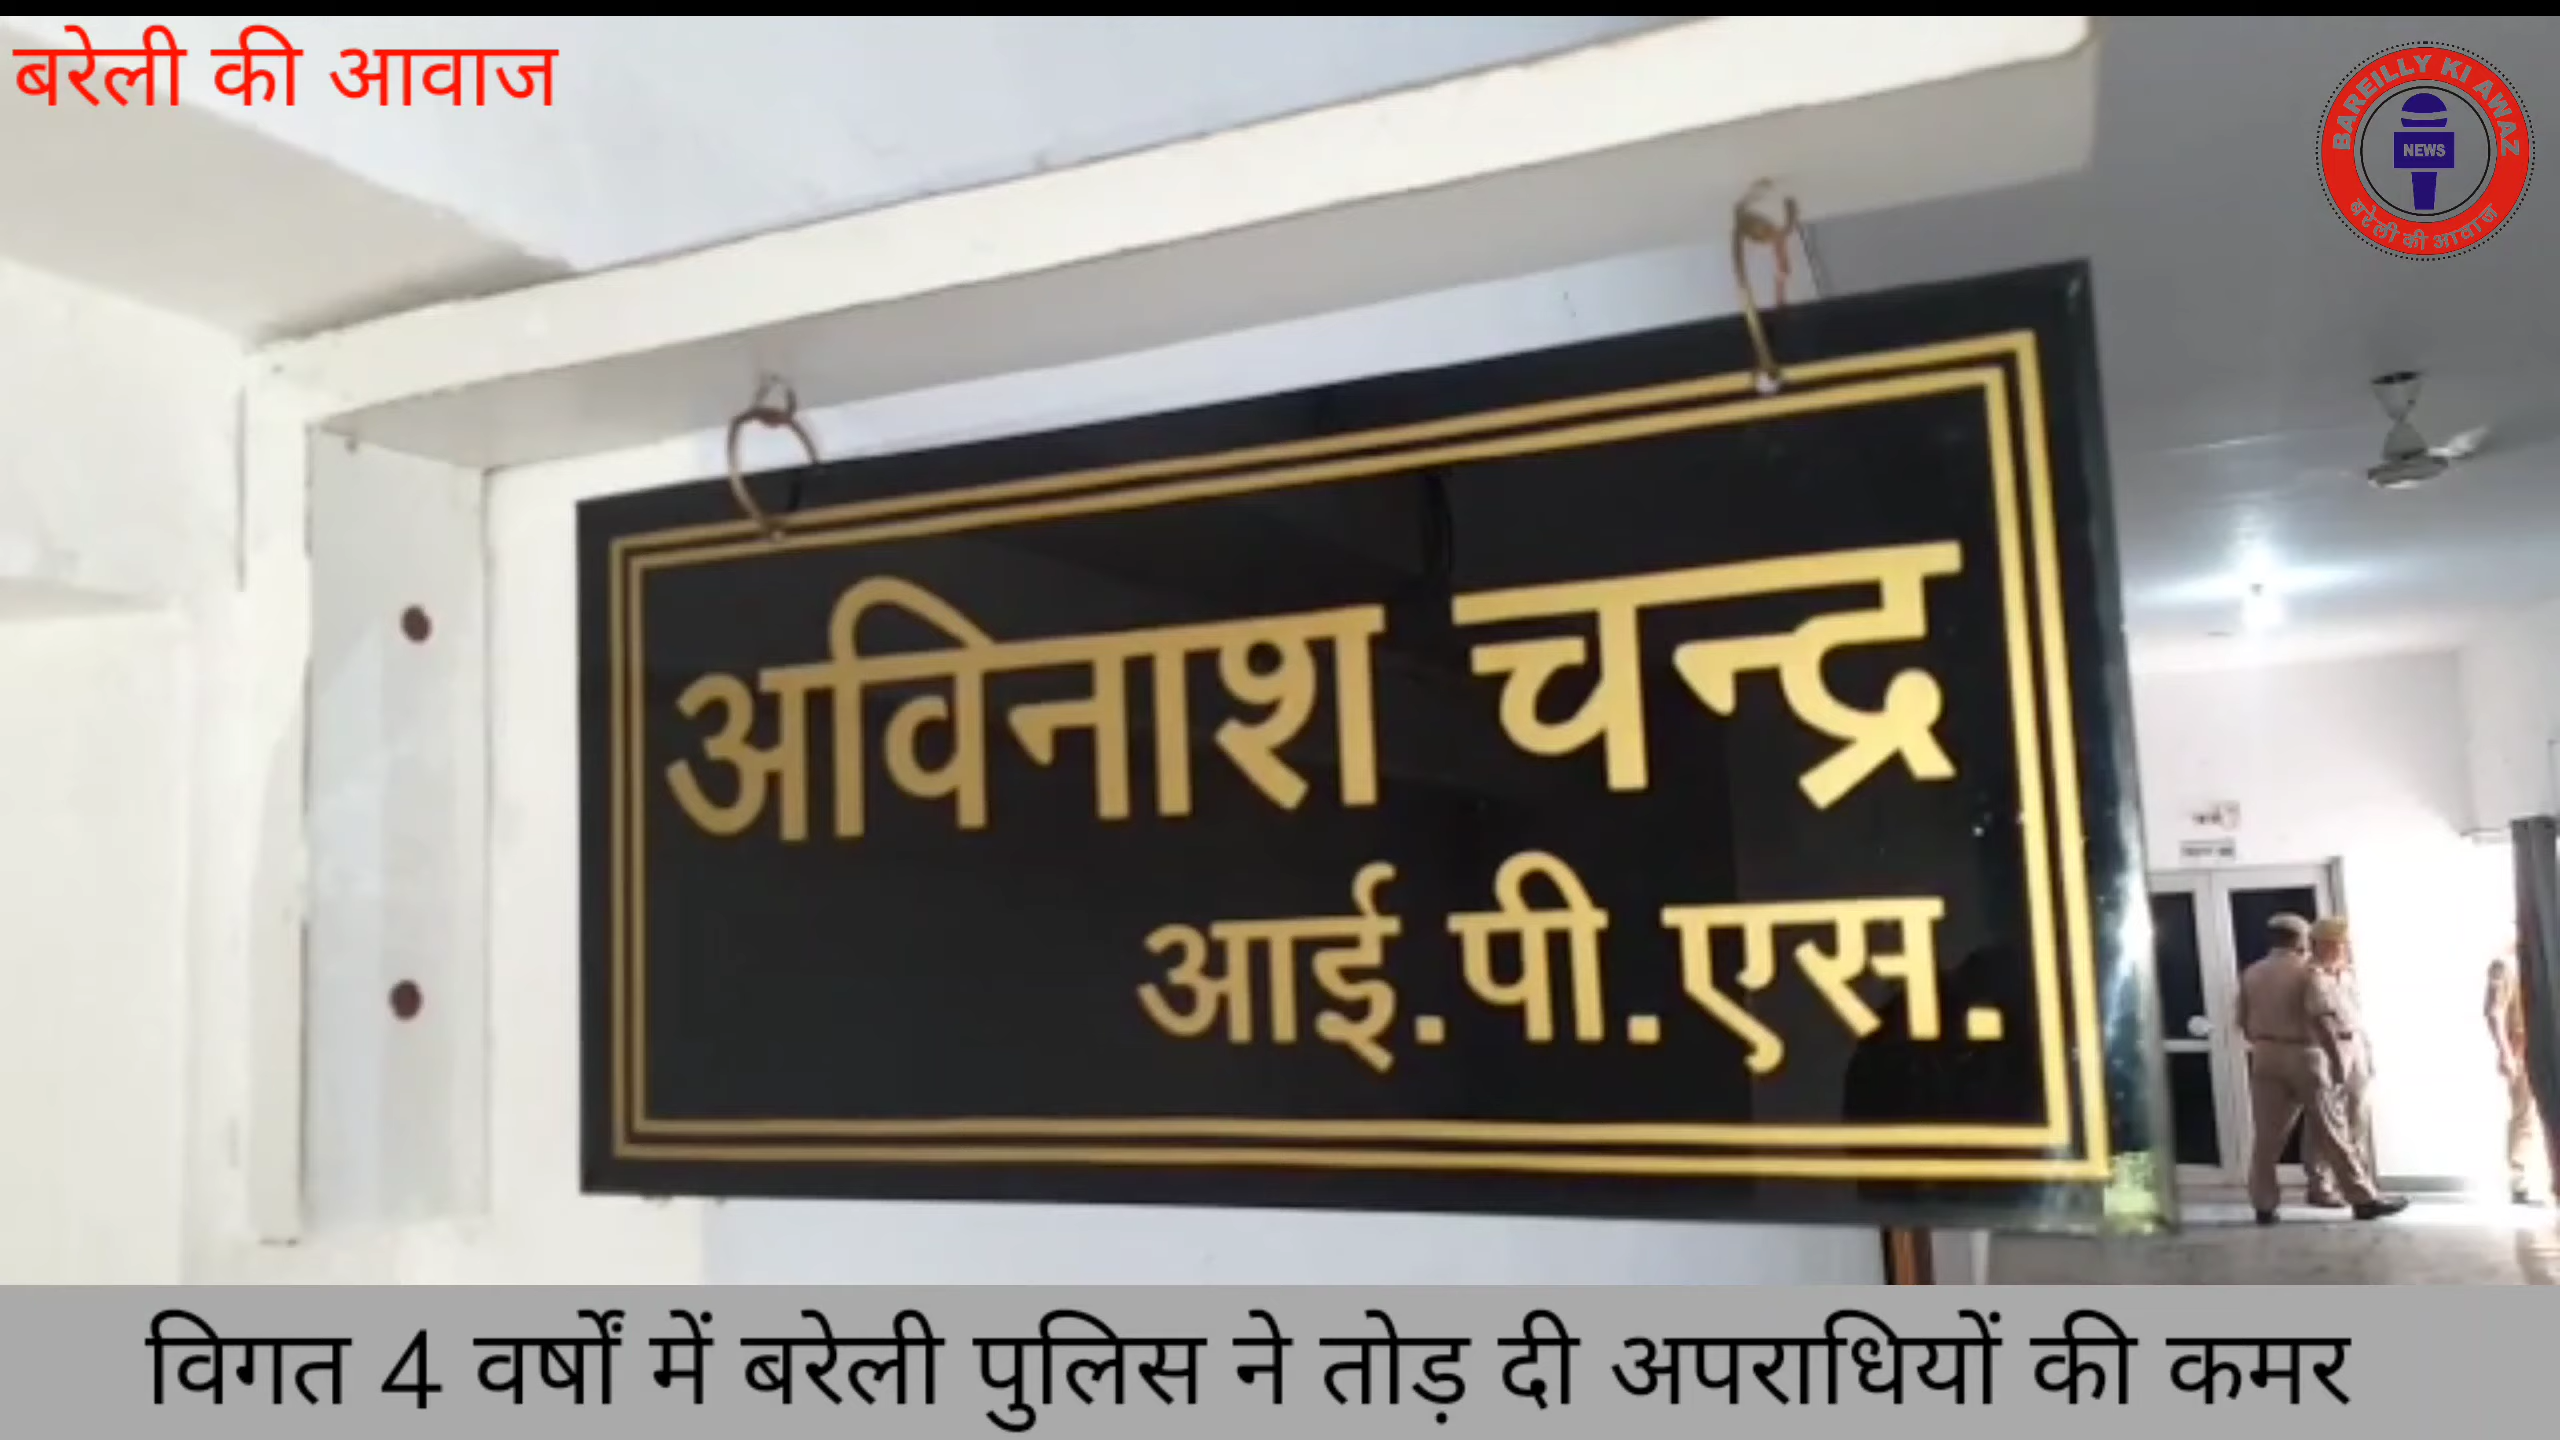 बरेली की आवाज
BAREILLY KI AWAZ
NEWS
बरेली की आवाज
अविनाश चन्द्र
आई.पी.एस.
विगत 4 वर्षों में बरेली पुलिस ने तोड़ दी अपराधियों की कमर